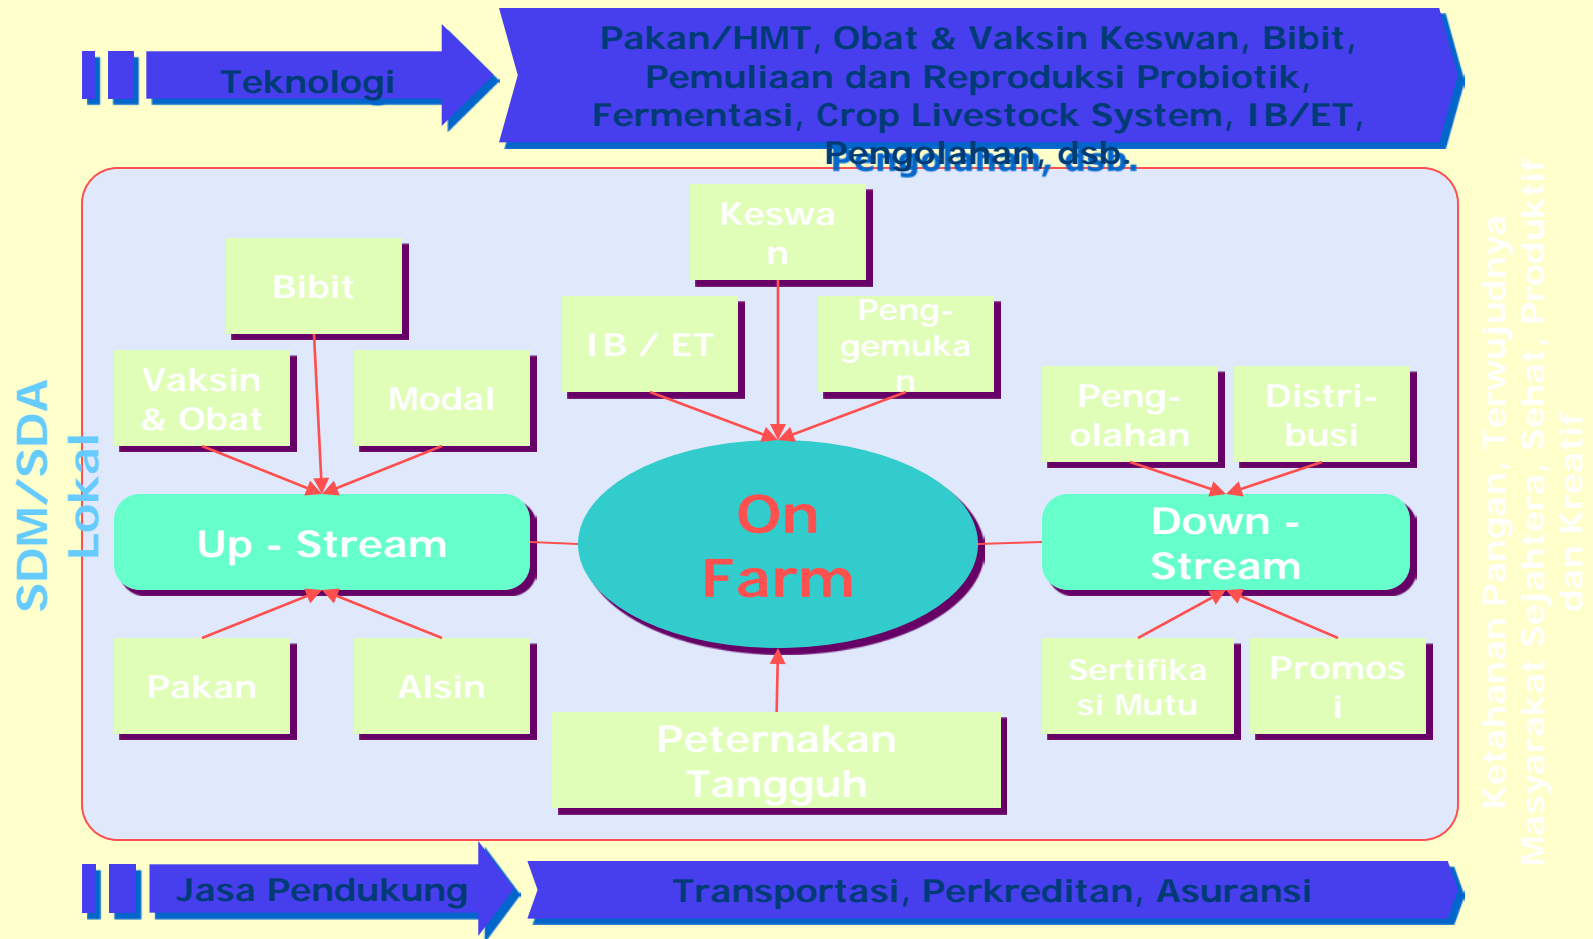 Teknologi
Pakan/HMT, Obat & Vaksin Keswan, Bibit,
Pemuliaan dan Reproduksi Probiotik,
Fermentasi, Crop Livestock System, IB/ET,
Pengolahan, dsb.
SDM/SDA
Lokal
Bibit
Vaksin
& Obat
Modal
Up - Stream
Pakan
Alsin
Keswa
n
IB / ET
Peng-
gemuka
n
On
Farm
Peternakan
Tangguh
Peng-
olahan
Distri-
busi
Down -
Stream
Sertifika
si Mutu
Promos
i
Ketahanan Pangan, Terwujudnya
Masyarakat Sejahtera, Sehat, Produktif
dan Kreatif
Jasa Pendukung
Transportasi, Perkreditan, Asuransi